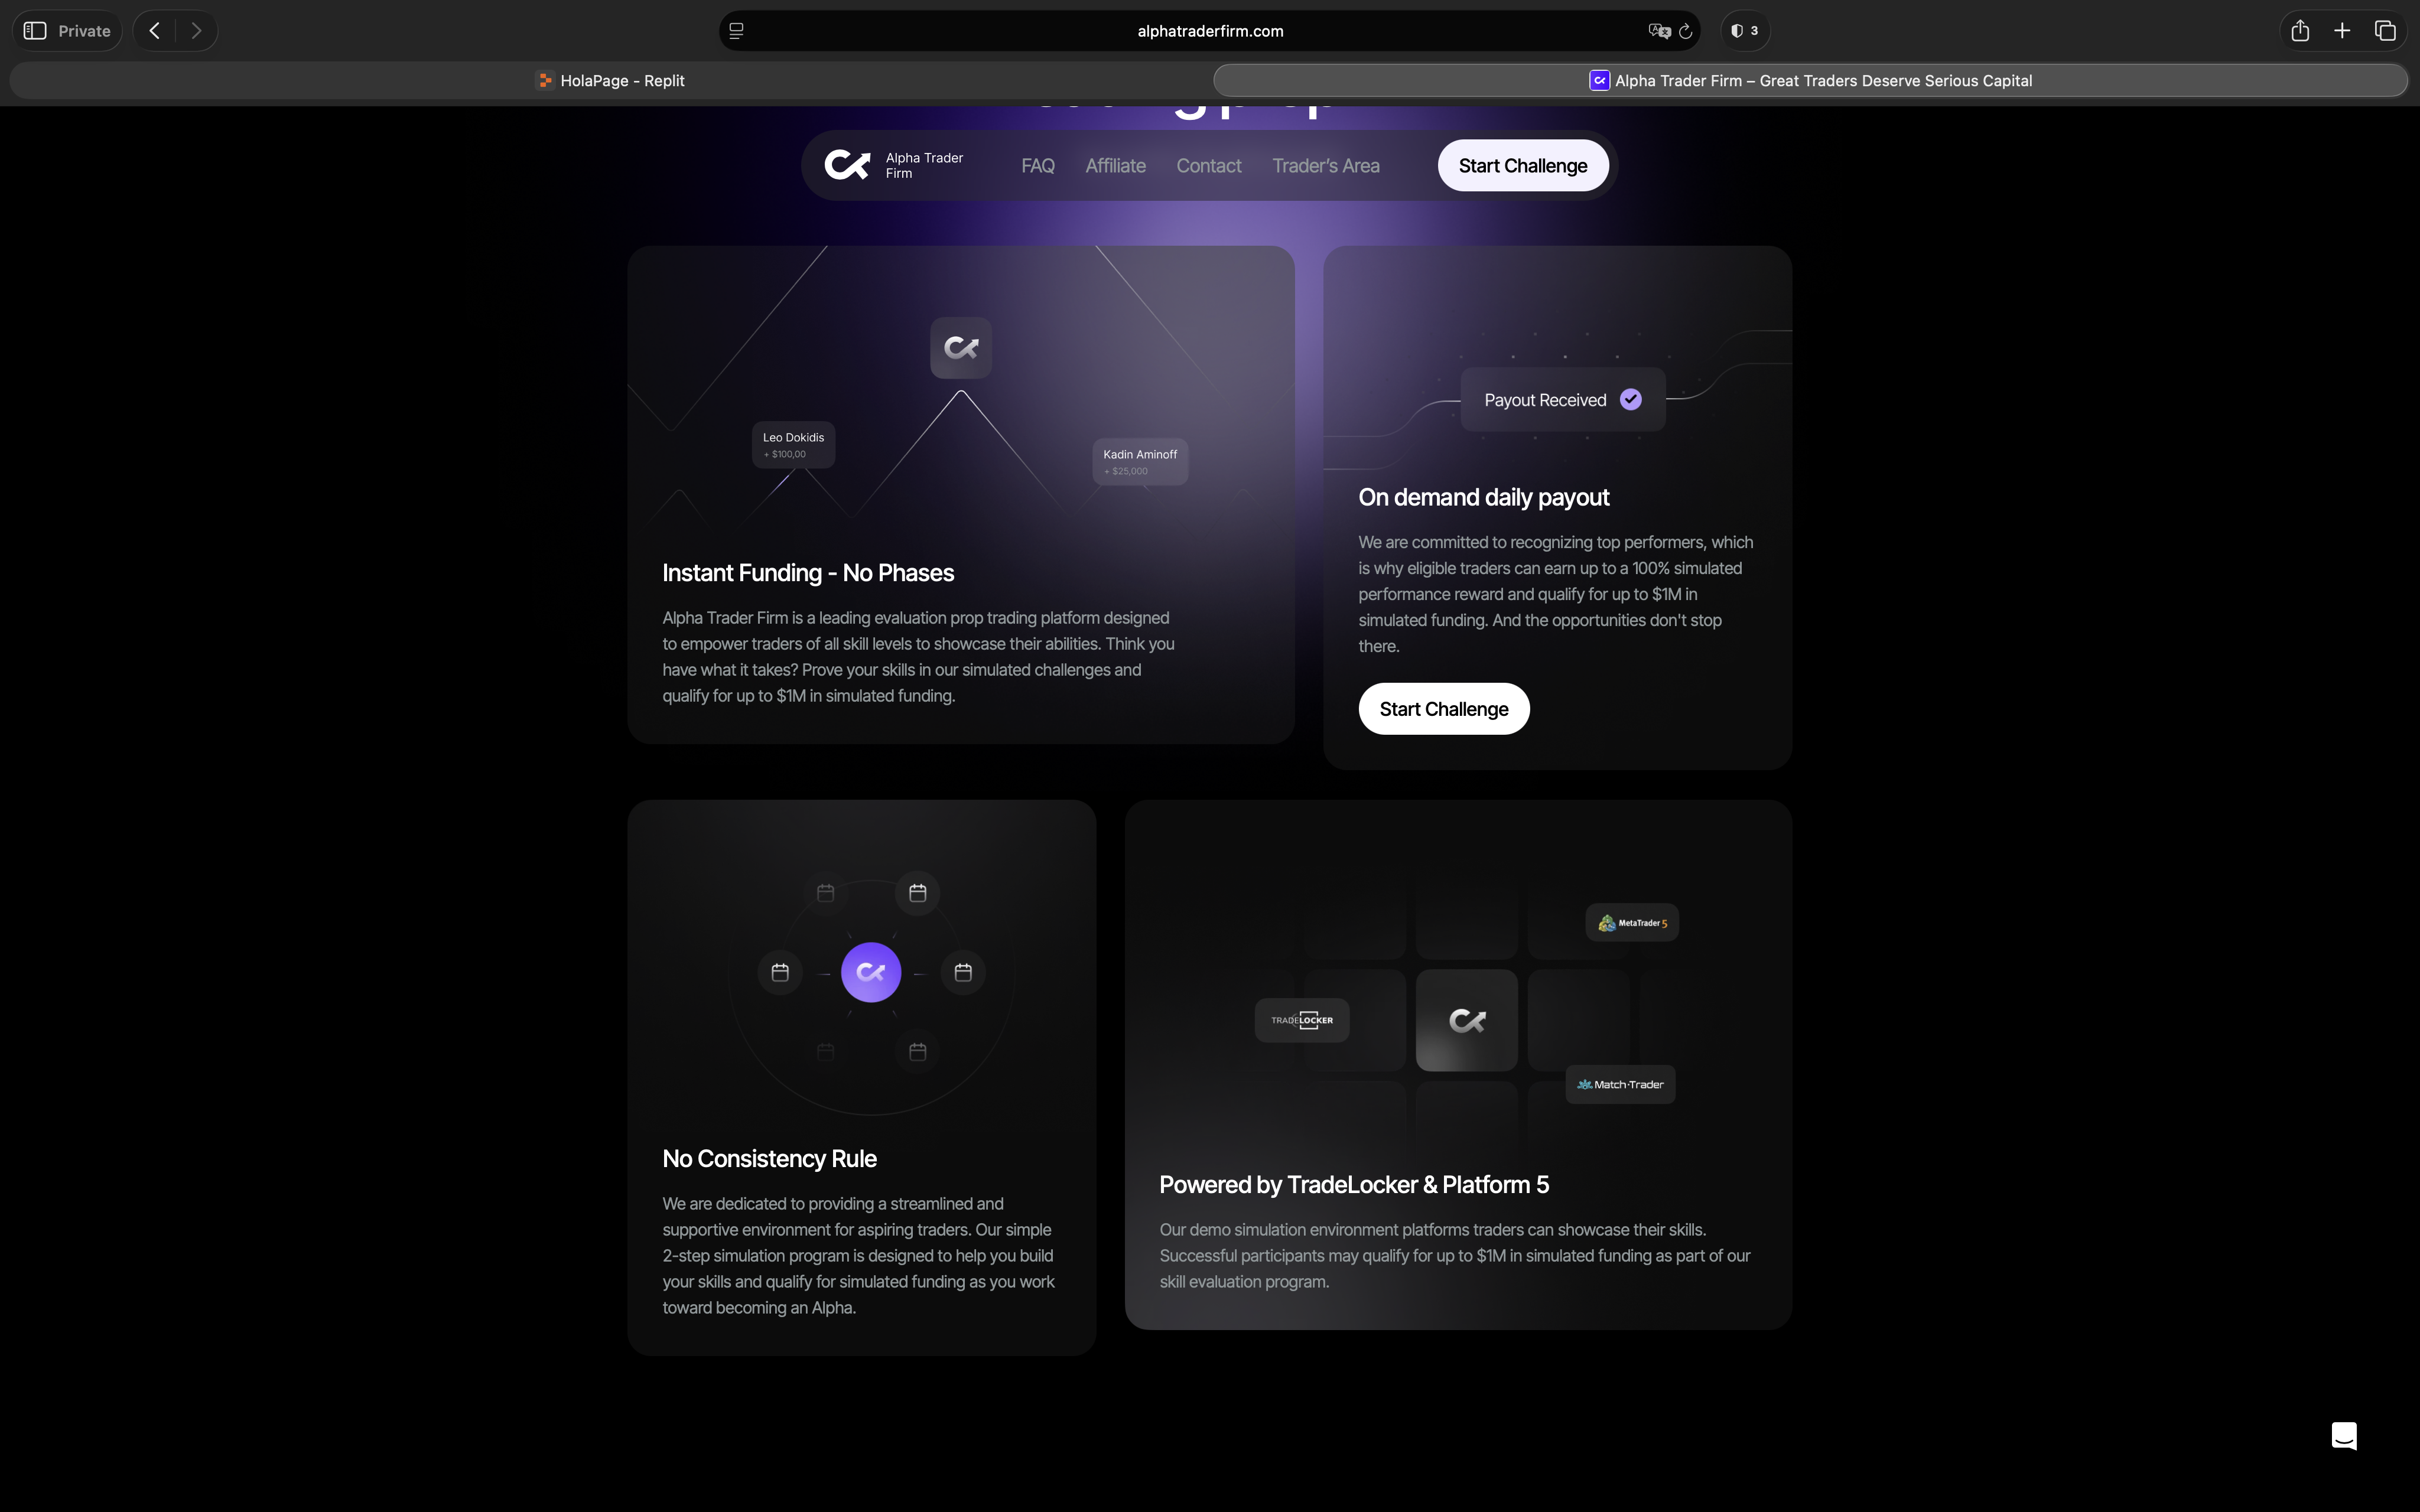 Private
alphatraderfirm.com
3
HolaPage - Replit
Alpha Trader Firm – Great Traders Deserve Serious Capital
Alpha Trader
Firm
FAQ
Affiliate
Contact
Trader’s Area
Start Challenge
Leo Dokidis
+ $100,00
Kadin Aminoff
+ $25,000
Instant Funding - No Phases
Alpha Trader Firm is a leading evaluation prop trading platform designed
to empower traders of all skill levels to showcase their abilities. Think you
have what it takes? Prove your skills in our simulated challenges and
qualify for up to $1M in simulated funding.
Payout Received
On demand daily payout
We are committed to recognizing top performers, which
is why eligible traders can earn up to a 100% simulated
performance reward and qualify for up to $1M in
simulated funding. And the opportunities don't stop
there.
Start Challenge
No Consistency Rule
We are dedicated to providing a streamlined and
supportive environment for aspiring traders. Our simple
2-step simulation program is designed to help you build
your skills and qualify for simulated funding as you work
toward becoming an Alpha.
MetaTrader 5
TRADELOCKER
Match-Trader
Powered by TradeLocker & Platform 5
Our demo simulation environment platforms traders can showcase their skills.
Successful participants may qualify for up to $1M in simulated funding as part of our
skill evaluation program.